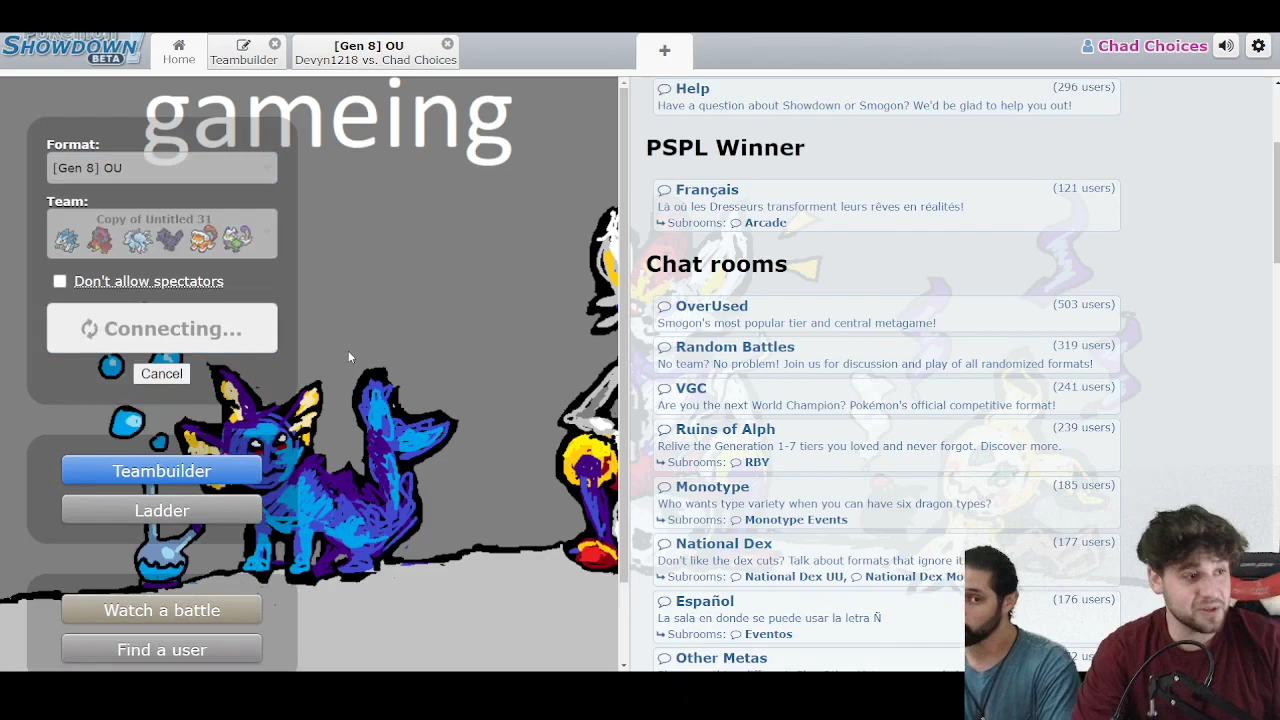 POKÉMON
SHOWDOWN
BETA
Home
Teambuilder
[Gen 8] OU
Devyn1218 vs. Chad Choices
+
Chad Choices
gameing
Format:
[Gen 8] OU
Team:
Copy of Untitled 31
Don't allow spectators
Connecting...
Cancel
Teambuilder
Ladder
Watch a battle
Find a user
Help (296 users)
Have a question about Showdown or Smogon? We'd be glad to help you out!
PSPL Winner
Français (121 users)
Là où les Dresseurs transforment leurs rêves en réalités!
↳ Subrooms: Arcade
Chat rooms
OverUsed (503 users)
Smogon's most popular tier and central metagame!
Random Battles (319 users)
No team? No problem! Join us for discussion and play of all randomized formats!
VGC (241 users)
Are you the next World Champion? Pokémon's official competitive format!
Ruins of Alph (239 users)
Relive the Generation 1-7 tiers you loved and never forgot. Discover more.
↳ Subrooms: RBY
Monotype (185 users)
Who wants type variety when you can have six dragon types?
↳ Subrooms: Monotype Events
National Dex (177 users)
Don't like the dex cuts? Talk about formats that ignore it
↳ Subrooms: National Dex UU, National Dex Mo
Español (176 users)
La sala en donde se puede usar la letra Ñ
↳ Subrooms: Eventos
Other Metas 2 users)